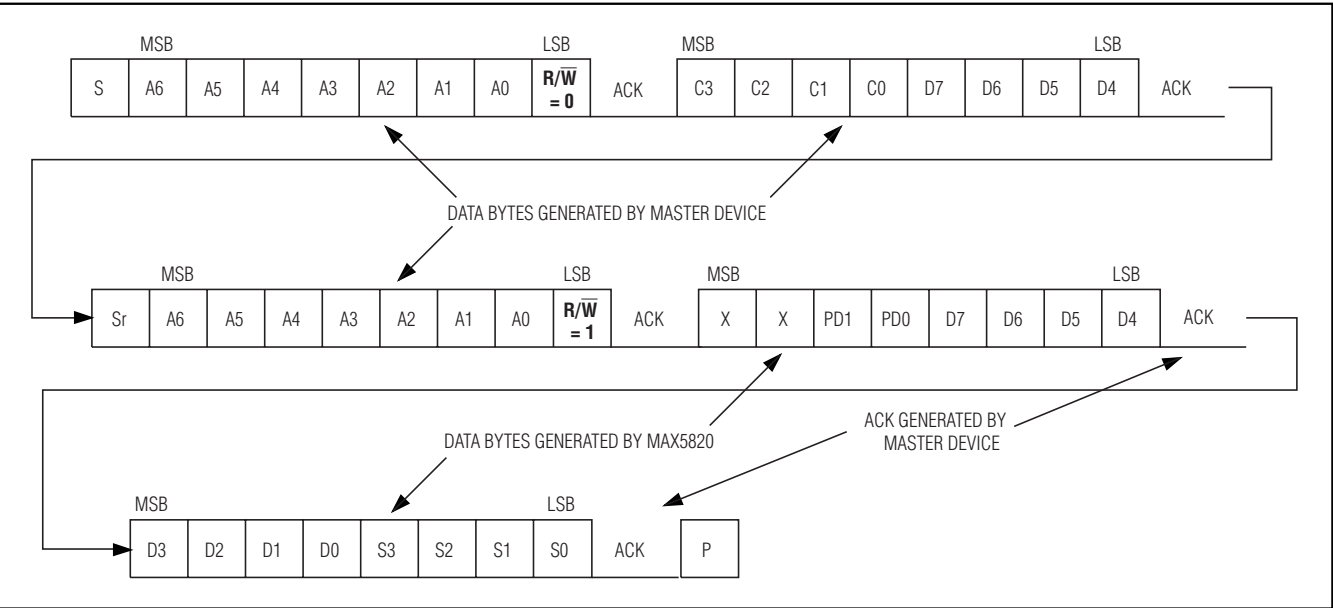 MSB LSB MSB LSB
S A6 A5 A4 A3 A2 A1 A0 R/W̅ = 0 ACK C3 C2 C1 C0 D7 D6 D5 D4 ACK
DATA BYTES GENERATED BY MASTER DEVICE
MSB LSB MSB LSB
Sr A6 A5 A4 A3 A2 A1 A0 R/W̅ = 1 ACK X X PD1 PD0 D7 D6 D5 D4 ACK
DATA BYTES GENERATED BY MAX5820
ACK GENERATED BY
MASTER DEVICE
MSB LSB
D3 D2 D1 D0 S3 S2 S1 S0 ACK P